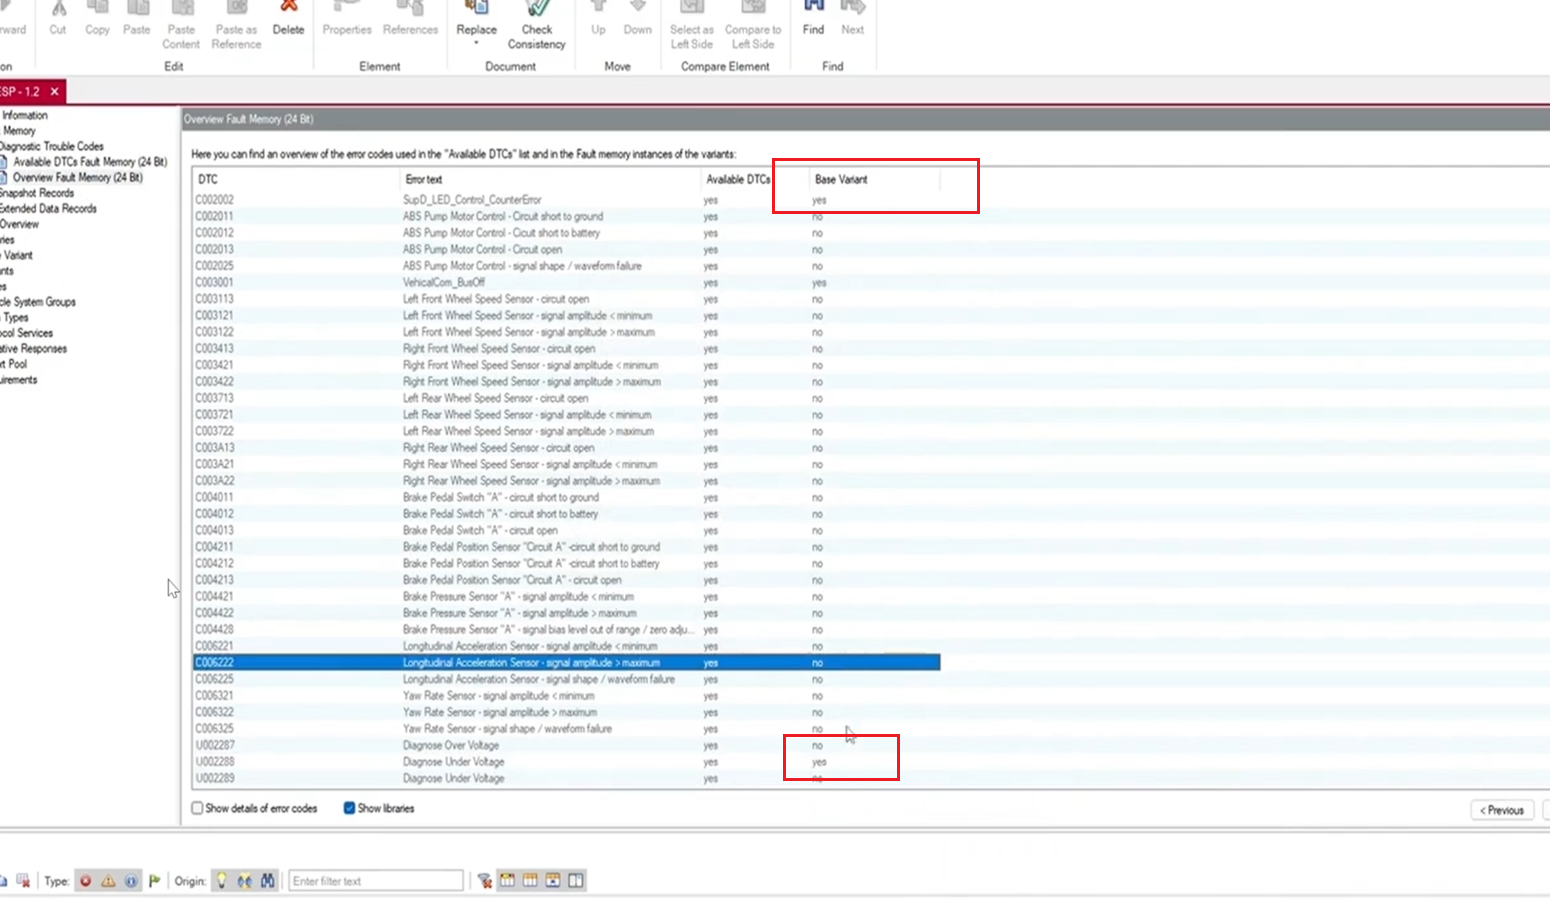 Cut Copy Paste Paste Content Paste as Reference Delete Properties References Replace Check Consistency Up Down Select as Left Side Compare to Left Side Find Next
Edit Element Document Move Compare Element Find
ESP - 1.2
Information
Memory
Diagnostic Trouble Codes
Available DTCs Fault Memory (24 Bit)
Overview Fault Memory (24 Bit)
Snapshot Records
Extended Data Records
Overview
ries
Variant
nts
es
cle System Groups
Types
ocol Services
ative Responses
xt Pool
uirements
Overview Fault Memory (24 Bit)
Here you can find an overview of the error codes used in the "Available DTCs" list and in the Fault memory instances of the variants:
DTC Error text Available DTCs Base Variant
C002002 SupD_LED_Control_CounterError yes yes
C002011 ABS Pump Motor Control - Circuit short to ground yes no
C002012 ABS Pump Motor Control - Cicuit short to battery yes no
C002013 ABS Pump Motor Control - Circuit open yes no
C002025 ABS Pump Motor Control - signal shape / waveform failure yes no
C003001 VehicalCom_BusOff yes yes
C003113 Left Front Wheel Speed Sensor - circuit open yes no
C003121 Left Front Wheel Speed Sensor - signal amplitude < minimum yes no
C003122 Left Front Wheel Speed Sensor - signal amplitude > maximum yes no
C003413 Right Front Wheel Speed Sensor - circuit open yes no
C003421 Right Front Wheel Speed Sensor - signal amplitude < minimum yes no
C003422 Right Front Wheel Speed Sensor - signal amplitude > maximum yes no
C003713 Left Rear Wheel Speed Sensor - circuit open yes no
C003721 Left Rear Wheel Speed Sensor - signal amplitude < minimum yes no
C003722 Left Rear Wheel Speed Sensor - signal amplitude > maximum yes no
C003A13 Right Rear Wheel Speed Sensor - circuit open yes no
C003A21 Right Rear Wheel Speed Sensor - signal amplitude < minimum yes no
C003A22 Right Rear Wheel Speed Sensor - signal amplitude > maximum yes no
C004011 Brake Pedal Switch "A" - circuit short to ground yes no
C004012 Brake Pedal Switch "A" - circuit short to battery yes no
C004013 Brake Pedal Switch "A" - circuit open yes no
C004211 Brake Pedal Position Sensor "Circuit A" -circuit short to ground yes no
C004212 Brake Pedal Position Sensor "Circuit A" -circuit short to battery yes no
C004213 Brake Pedal Position Sensor "Circuit A" - circuit open yes no
C004421 Brake Pressure Sensor "A" - signal amplitude < minimum yes no
C004422 Brake Pressure Sensor "A" - signal amplitude > maximum yes no
C004428 Brake Pressure Sensor "A" - signal bias level out of range / zero adju... yes no
C006221 Longtudinal Acceleration Sensor - signal amplitude < minimum yes no
C006222 Longtudinal Acceleration Sensor - signal amplitude > maximum yes no
C006225 Longtudinal Acceleration Sensor - signal shape / waveform failure yes no
C006321 Yaw Rate Sensor - signal amplitude < minimum yes no
C006322 Yaw Rate Sensor - signal amplitude > maximum yes no
C006325 Yaw Rate Sensor - signal shape / waveform failure yes no
U002287 Diagnose Over Voltage yes no
U002288 Diagnose Under Voltage yes yes
U002289 Diagnose Under Voltage yes
Show details of error codes Show libraries < Previous
Type: Origin: Enter filter text